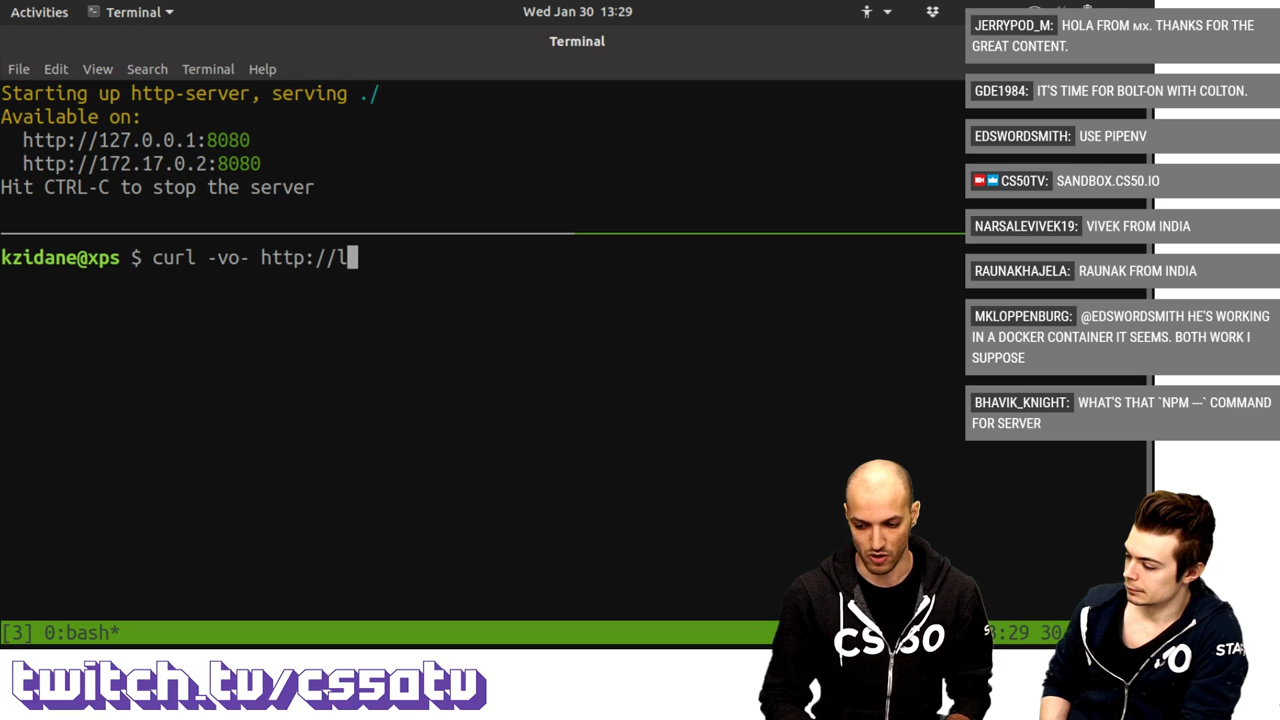 Activities
Terminal
Wed Jan 30 13:29
Terminal
File Edit View Search Terminal Help
Starting up http-server, serving ./
Available on:
http://127.0.0.1:8080
http://172.17.0.2:8080
Hit CTRL-C to stop the server
kzidane@xps $ curl -vo- http://l
[3] 0:bash*
:29 30
JERRYPOD_M: HOLA FROM MX. THANKS FOR THE
GREAT CONTENT.
GDE1984: IT'S TIME FOR BOLT-ON WITH COLTON.
EDSWORDSMITH: USE PIPENV
CS50TV: SANDBOX.CS50.IO
NARSALEVIVEK19: VIVEK FROM INDIA
RAUNAKHAJELA: RAUNAK FROM INDIA
MKLOPPENBURG: @EDSWORDSMITH HE'S WORKING
IN A DOCKER CONTAINER IT SEEMS. BOTH WORK I
SUPPOSE
BHAVIK_KNIGHT: WHAT'S THAT `NPM ---` COMMAND
FOR SERVER
CS50
twitch.tv/cs50tv